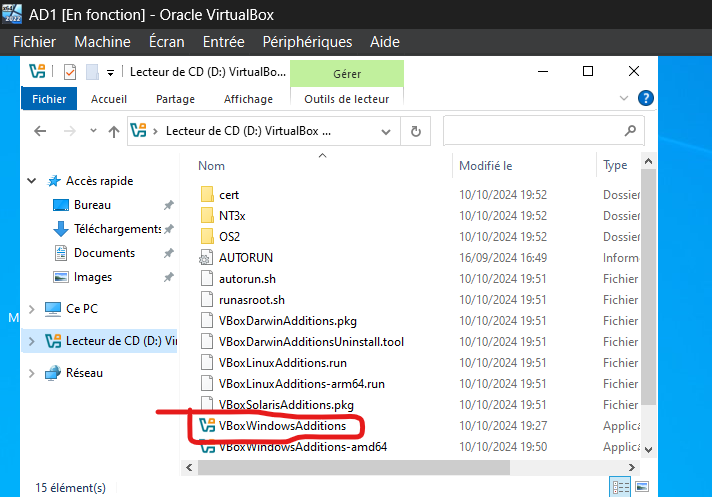 AD1 [En fonction] - Oracle VirtualBox
Fichier Machine Écran Entrée Périphériques Aide
Lecteur de CD (D:) VirtualBo... Gérer
Fichier Accueil Partage Affichage Outils de lecteur
Lecteur de CD (D:) VirtualBox ...
Nom Modifié le Type
Accès rapide
Bureau
Téléchargements
Documents
Images
Ce PC
Lecteur de CD (D:) Vi
Réseau
cert 10/10/2024 19:52 Dossier
NT3x 10/10/2024 19:52 Dossier
OS2 10/10/2024 19:52 Dossier
AUTORUN 16/09/2024 16:49 Inform
autorun.sh 10/10/2024 19:51 Fichier
runasroot.sh 10/10/2024 19:51 Fichier
VBoxDarwinAdditions.pkg 10/10/2024 19:51 Fichier
VBoxDarwinAdditionsUninstall.tool 10/10/2024 19:51 Fichier
VBoxLinuxAdditions.run 10/10/2024 19:51 Fichier
VBoxLinuxAdditions-arm64.run 10/10/2024 19:51 Fichier
VBoxSolarisAdditions.pkg 10/10/2024 19:51 Fichier
VBoxWindowsAdditions 10/10/2024 19:27 Applica
VBoxWindowsAdditions-amd64 10/10/2024 19:50 Applica
15 élément(s)